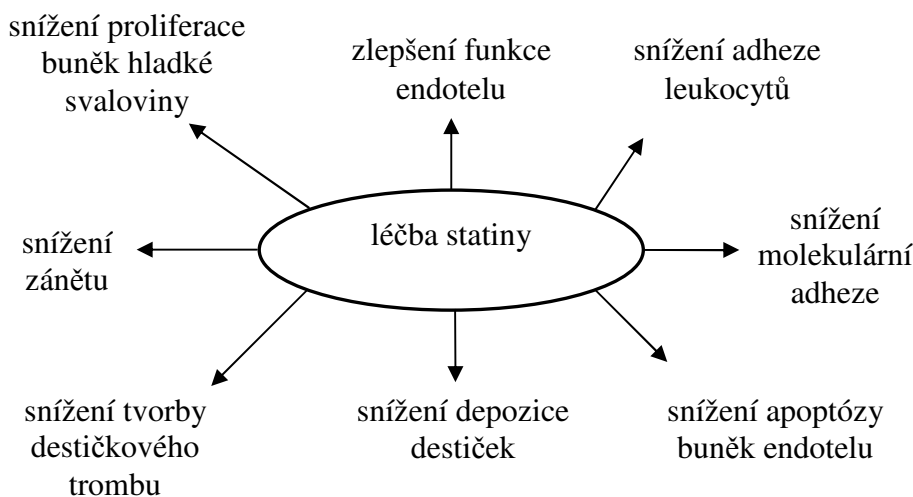 snížení proliferace
buněk hladké
svaloviny
zlepšení funkce
endotelu
snížení adheze
leukocytů
snížení
zánětu
léčba statiny
snížení
molekulární
adheze
snížení tvorby
destičkového
trombu
snížení depozice
destiček
snížení apoptózy
buněk endotelu